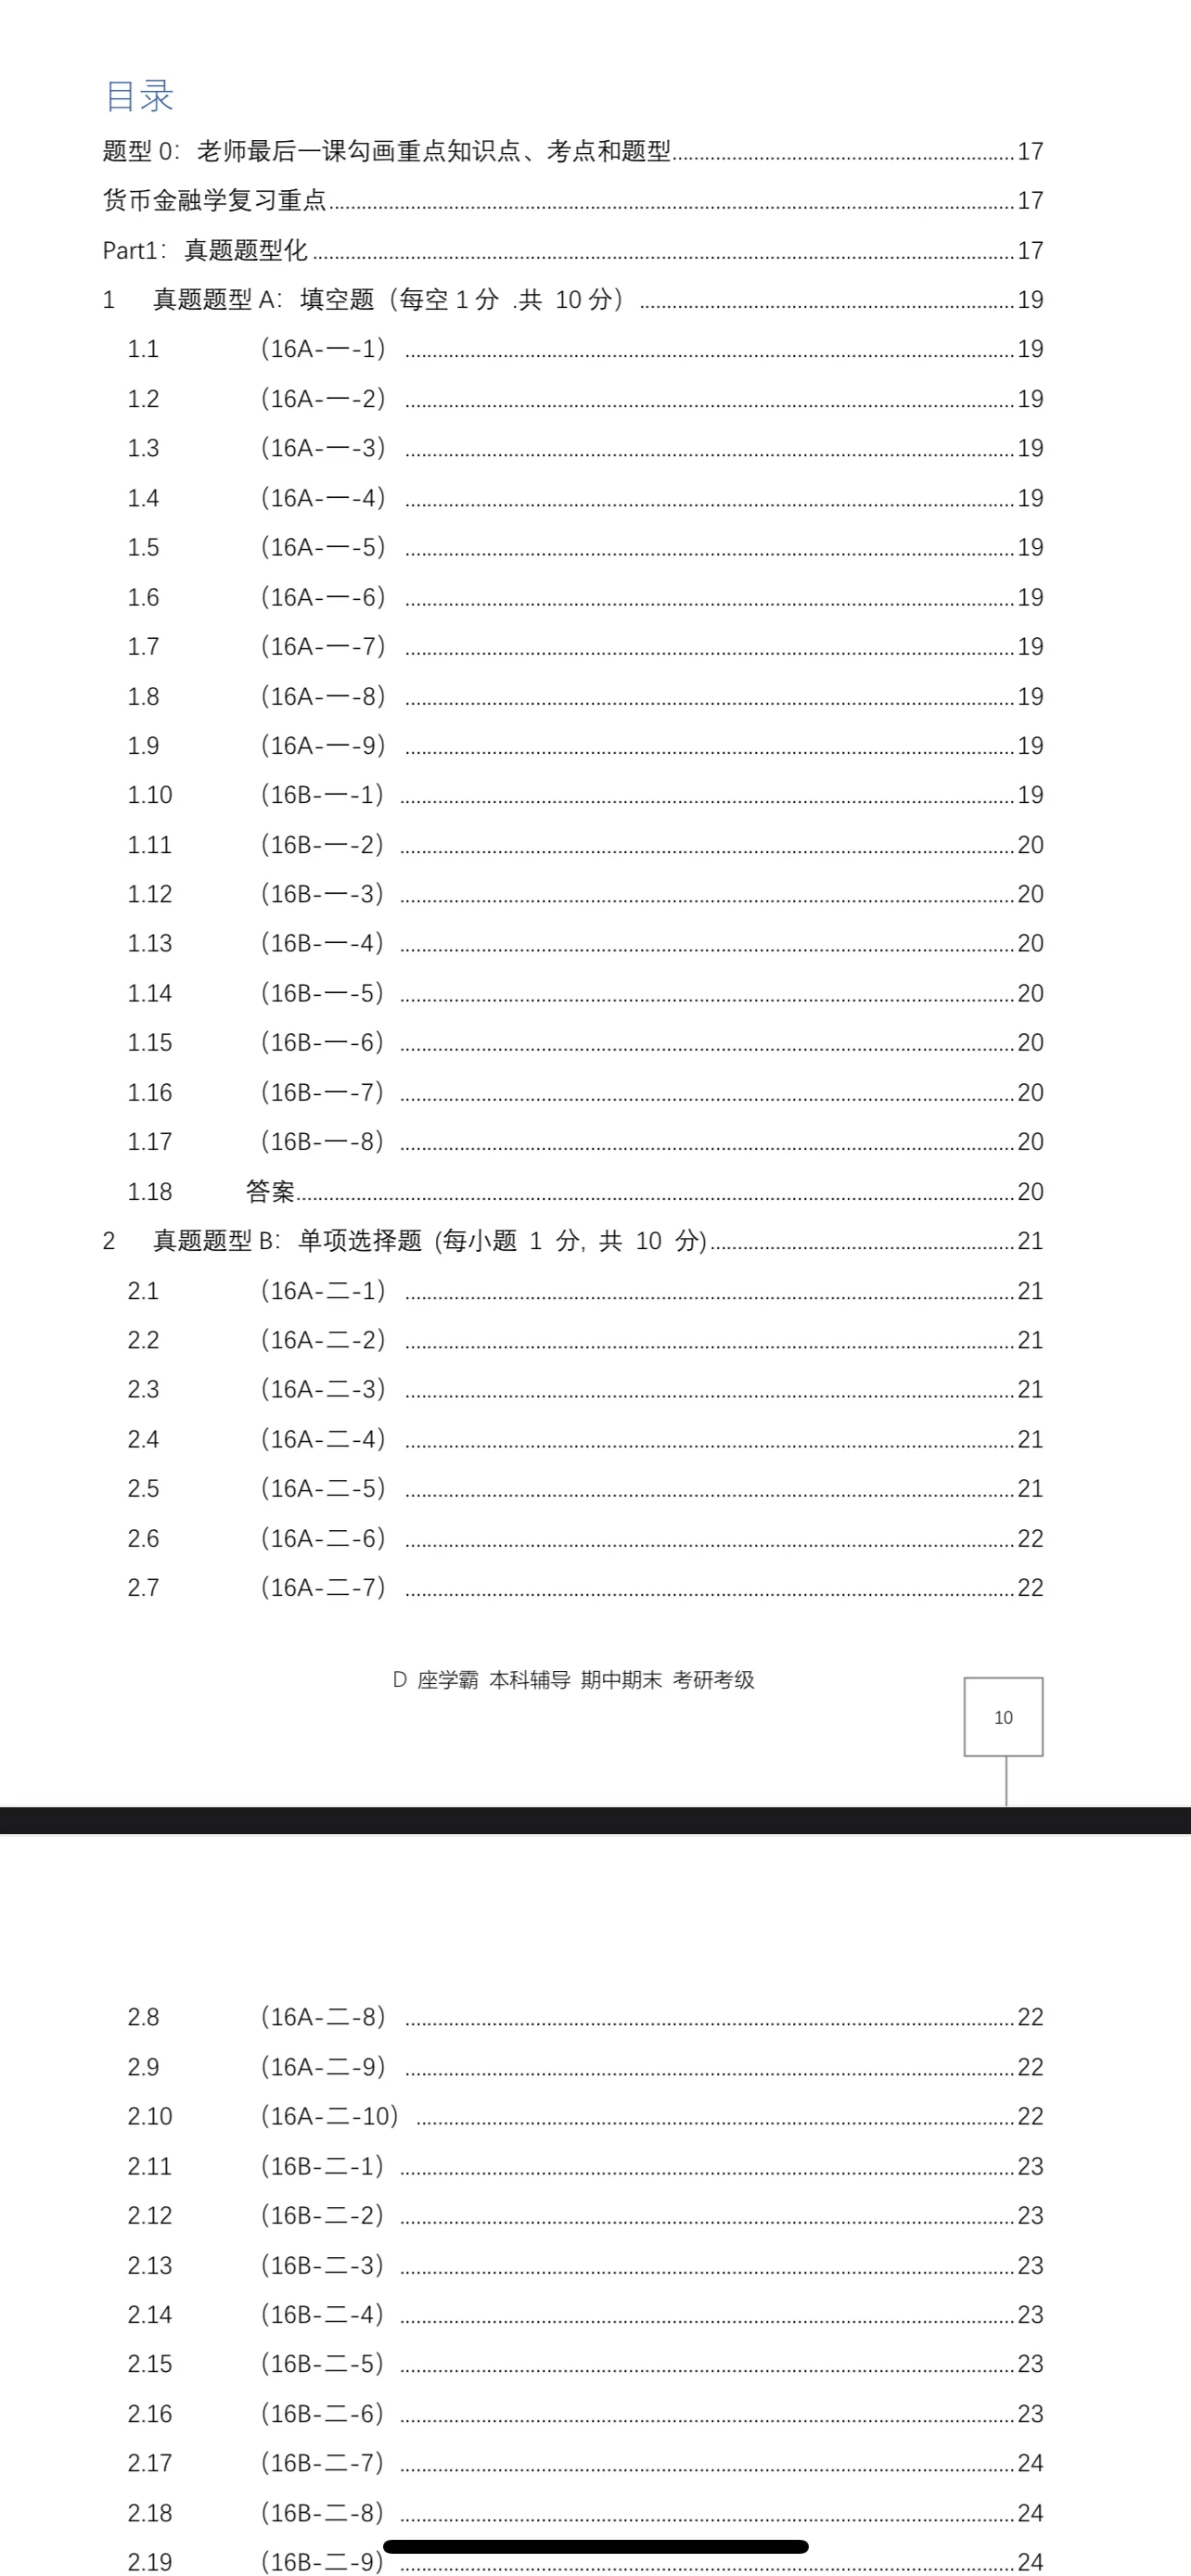 目录
题型 0：老师最后一课勾画重点知识点、考点和题型 17
货币金融学复习重点 17
Part1：真题题型化 17
1 真题题型 A：填空题（每空 1 分 .共 10 分） 19
1.1 （16A-一-1） 19
1.2 （16A-一-2） 19
1.3 （16A-一-3） 19
1.4 （16A-一-4） 19
1.5 （16A-一-5） 19
1.6 （16A-一-6） 19
1.7 （16A-一-7） 19
1.8 （16A-一-8） 19
1.9 （16A-一-9） 19
1.10 （16B-一-1） 19
1.11 （16B-一-2） 20
1.12 （16B-一-3） 20
1.13 （16B-一-4） 20
1.14 （16B-一-5） 20
1.15 （16B-一-6） 20
1.16 （16B-一-7） 20
1.17 （16B-一-8） 20
1.18 答案 20
2 真题题型 B：单项选择题 (每小题 1 分, 共 10 分) 21
2.1 （16A-二-1） 21
2.2 （16A-二-2） 21
2.3 （16A-二-3） 21
2.4 （16A-二-4） 21
2.5 （16A-二-5） 21
2.6 （16A-二-6） 22
2.7 （16A-二-7） 22
D 座学霸 本科辅导 期中期末 考研考级
10
2.8 （16A-二-8） 22
2.9 （16A-二-9） 22
2.10 （16A-二-10） 22
2.11 （16B-二-1） 23
2.12 （16B-二-2） 23
2.13 （16B-二-3） 23
2.14 （16B-二-4） 23
2.15 （16B-二-5） 23
2.16 （16B-二-6） 23
2.17 （16B-二-7） 24
2.18 （16B-二-8） 24
2.19 （16B-二-9） 24